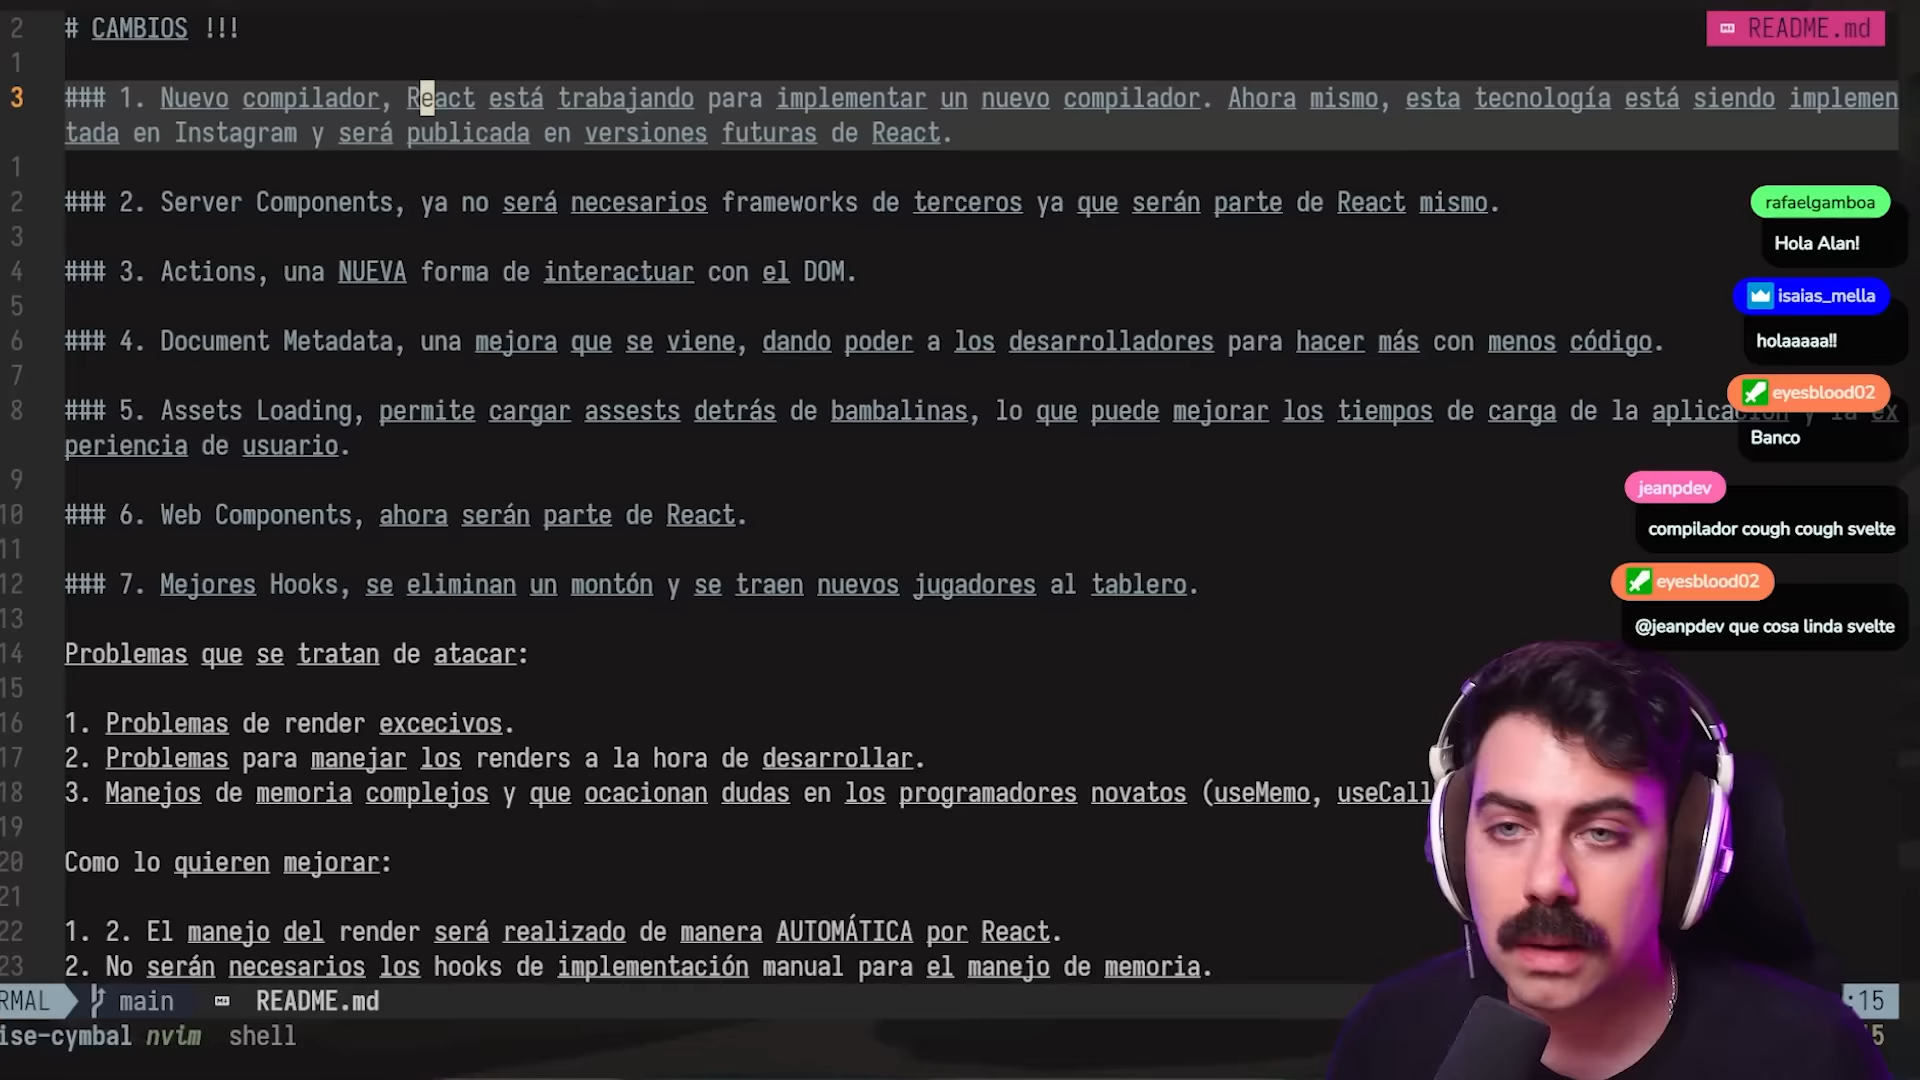 2 # CAMBIOS !!!
README.md
1
3 ### 1. Nuevo compilador, React está trabajando para implementar un nuevo compilador. Ahora mismo, esta tecnología está siendo implemen
tada en Instagram y será publicada en versiones futuras de React.
1
2 ### 2. Server Components, ya no será necesarios frameworks de terceros ya que serán parte de React mismo.
3
4 ### 3. Actions, una NUEVA forma de interactuar con el DOM.
5
6 ### 4. Document Metadata, una mejora que se viene, dando poder a los desarrolladores para hacer más con menos código.
7
8 ### 5. Assets Loading, permite cargar assests detrás de bambalinas, lo que puede mejorar los tiempos de carga de la aplicación y la ex
periencia de usuario.
9
10 ### 6. Web Components, ahora serán parte de React.
11
12 ### 7. Mejores Hooks, se eliminan un montón y se traen nuevos jugadores al tablero.
13
14 Problemas que se tratan de atacar:
15
16 1. Problemas de render excecivos.
17 2. Problemas para manejar los renders a la hora de desarrollar.
18 3. Manejos de memoria complejos y que ocacionan dudas en los programadores novatos (useMemo, useCall
19
20 Como lo quieren mejorar:
21
22 1. 2. El manejo del render será realizado de manera AUTOMÁTICA por React.
23 2. No serán necesarios los hooks de implementación manual para el manejo de memoria.
RMAL main README.md :15
ise-cymbal nvim shell 5
rafaelgamboa
Hola Alan!
isaias_mella
holaaaaa!!
eyesblood02
Banco
jeanpdev
compilador cough cough svelte
eyesblood02
@jeanpdev que cosa linda svelte